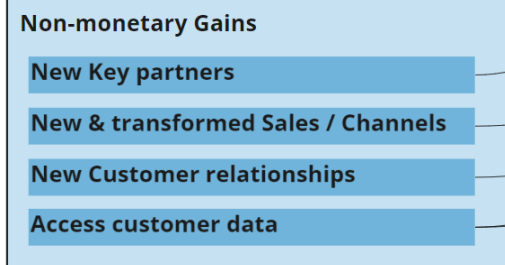 Non-monetary Gains
New Key partners
New & transformed Sales / Channels
New Customer relationships
Access customer data